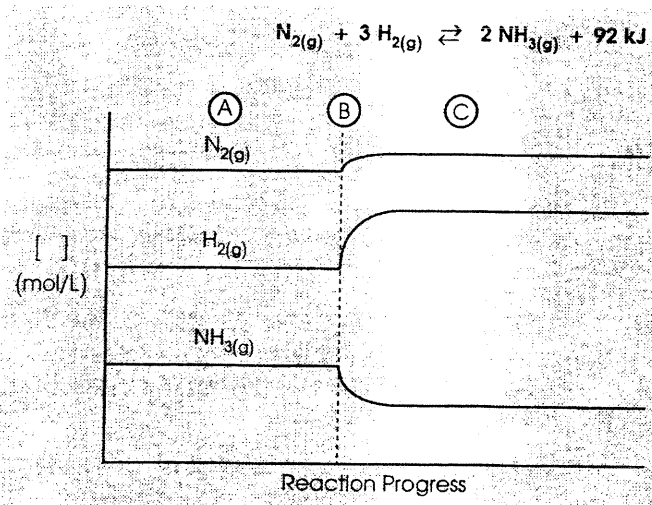 N₂(g) + 3 H₂(g) ⇄ 2 NH₃(g) + 92 kJ
A B C
N₂(g)
H₂(g)
[ ]
(mol/L)
NH₃(g)
Reaction Progress